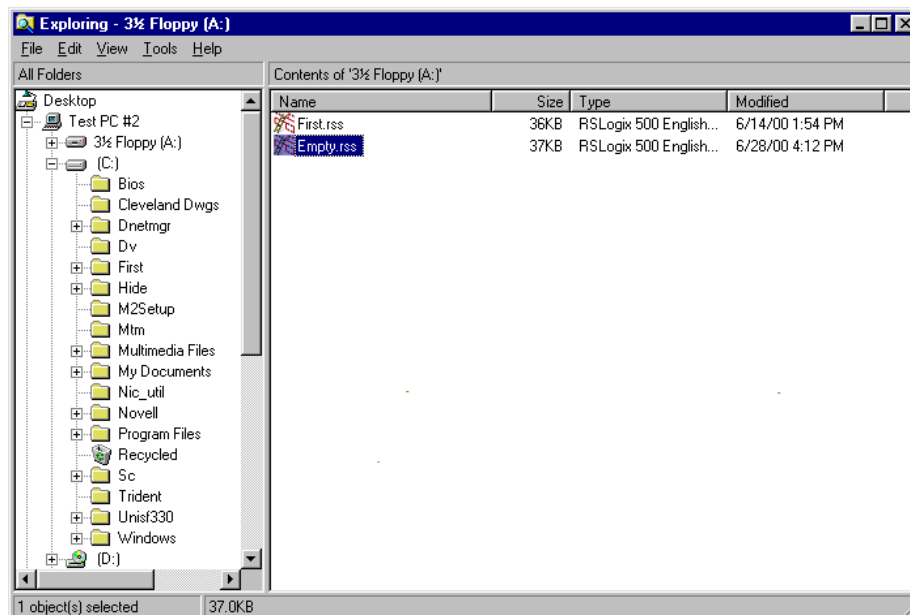 Exploring - 3½ Floppy (A:)
File Edit View Tools Help
All Folders
Contents of '3½ Floppy (A:)'
Desktop
Test PC #2
3½ Floppy (A:)
(C:)
Bios
Cleveland Dwgs
Dnetmgr
Dv
First
Hide
M2Setup
Mtm
Multimedia Files
My Documents
Nic_util
Novell
Program Files
Recycled
Sc
Trident
Unisf330
Windows
(D:)
Name Size Type Modified
First.rss 36KB RSLogix 500 English... 6/14/00 1:54 PM
Empty.rss 37KB RSLogix 500 English... 6/28/00 4:12 PM
1 object(s) selected 37.0KB